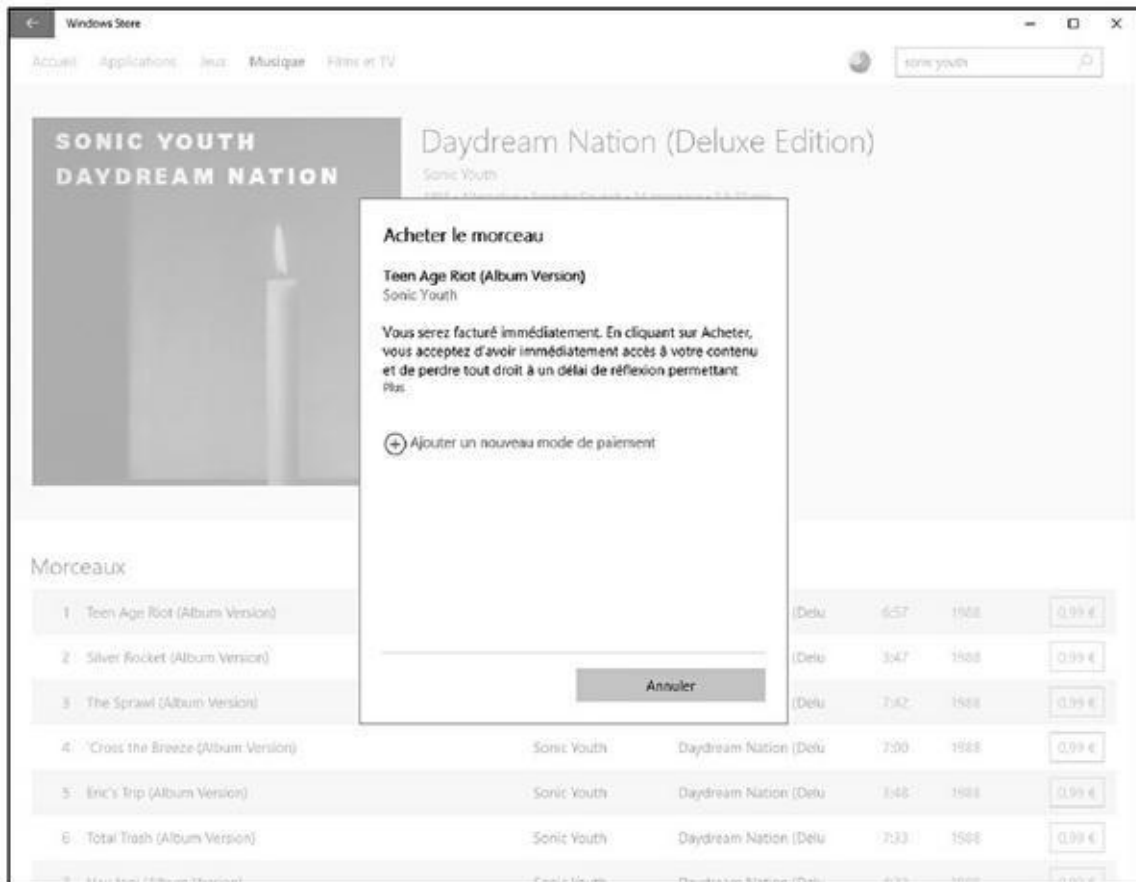 Windows Store
Accueil Applications Jeux Musique Films et TV
sonic youth
SONIC YOUTH
DAYDREAM NATION
Daydream Nation (Deluxe Edition)
Sonic Youth
Acheter le morceau
Teen Age Riot (Album Version)
Sonic Youth
Vous serez facturé immédiatement. En cliquant sur Acheter,
vous acceptez d'avoir immédiatement accès à votre contenu
et de perdre tout droit à un délai de réflexion permettant
Plus
Ajouter un nouveau mode de paiement
Annuler
Morceaux
1 Teen Age Riot (Album Version) (Delu 6:57 1988 0,99 €
2 Silver Rocket (Album Version) (Delu 3:47 1988 0,99 €
3 The Sprawl (Album Version) (Delu 7:42 1988 0,99 €
4 'Cross the Breeze (Album Version) Sonic Youth Daydream Nation (Delu 7:00 1988 0,99 €
5 Eric's Trip (Album Version) Sonic Youth Daydream Nation (Delu 3:48 1988 0,99 €
6 Total Trash (Album Version) Sonic Youth Daydream Nation (Delu 7:33 1988 0,99 €